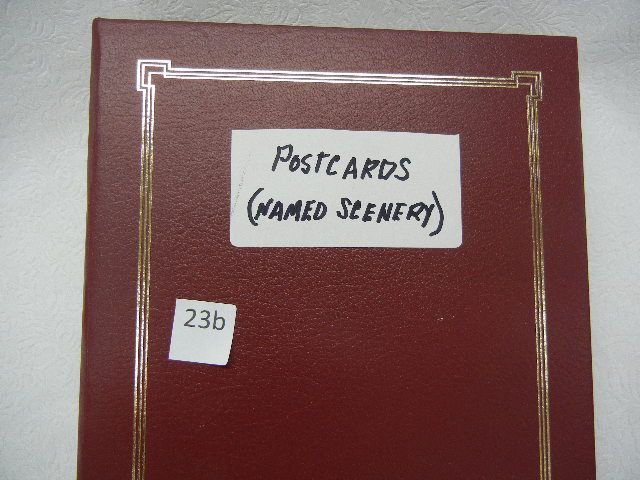 POSTCARDS
(NAMED SCENERY)
23b